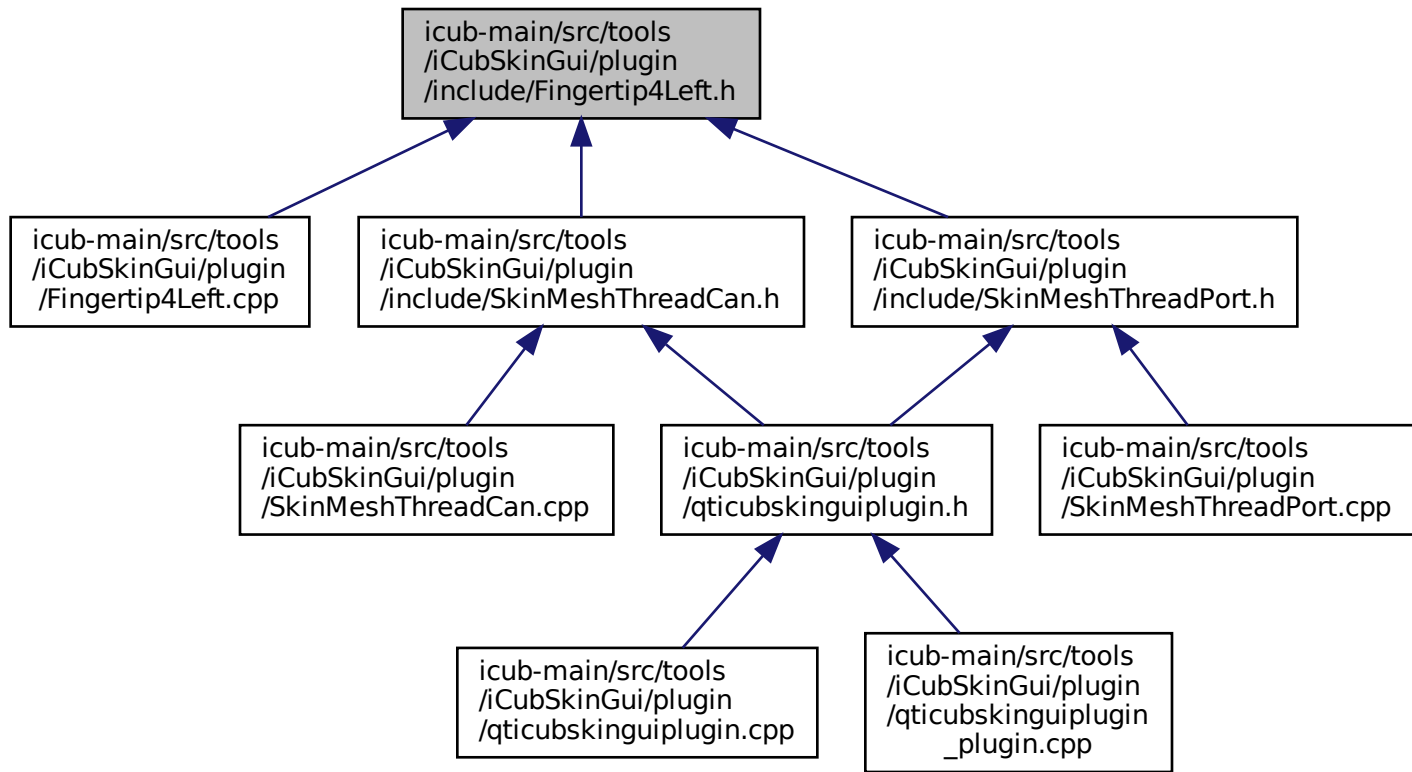 icub-main/src/tools
/iCubSkinGui/plugin
/include/Fingertip4Left.h
icub-main/src/tools
/iCubSkinGui/plugin
/Fingertip4Left.cpp
icub-main/src/tools
/iCubSkinGui/plugin
/include/SkinMeshThreadCan.h
icub-main/src/tools
/iCubSkinGui/plugin
/include/SkinMeshThreadPort.h
icub-main/src/tools
/iCubSkinGui/plugin
/SkinMeshThreadCan.cpp
icub-main/src/tools
/iCubSkinGui/plugin
/qticubskinguiplugin.h
icub-main/src/tools
/iCubSkinGui/plugin
/SkinMeshThreadPort.cpp
icub-main/src/tools
/iCubSkinGui/plugin
/qticubskinguiplugin.cpp
icub-main/src/tools
/iCubSkinGui/plugin
/qticubskinguiplugin
_plugin.cpp